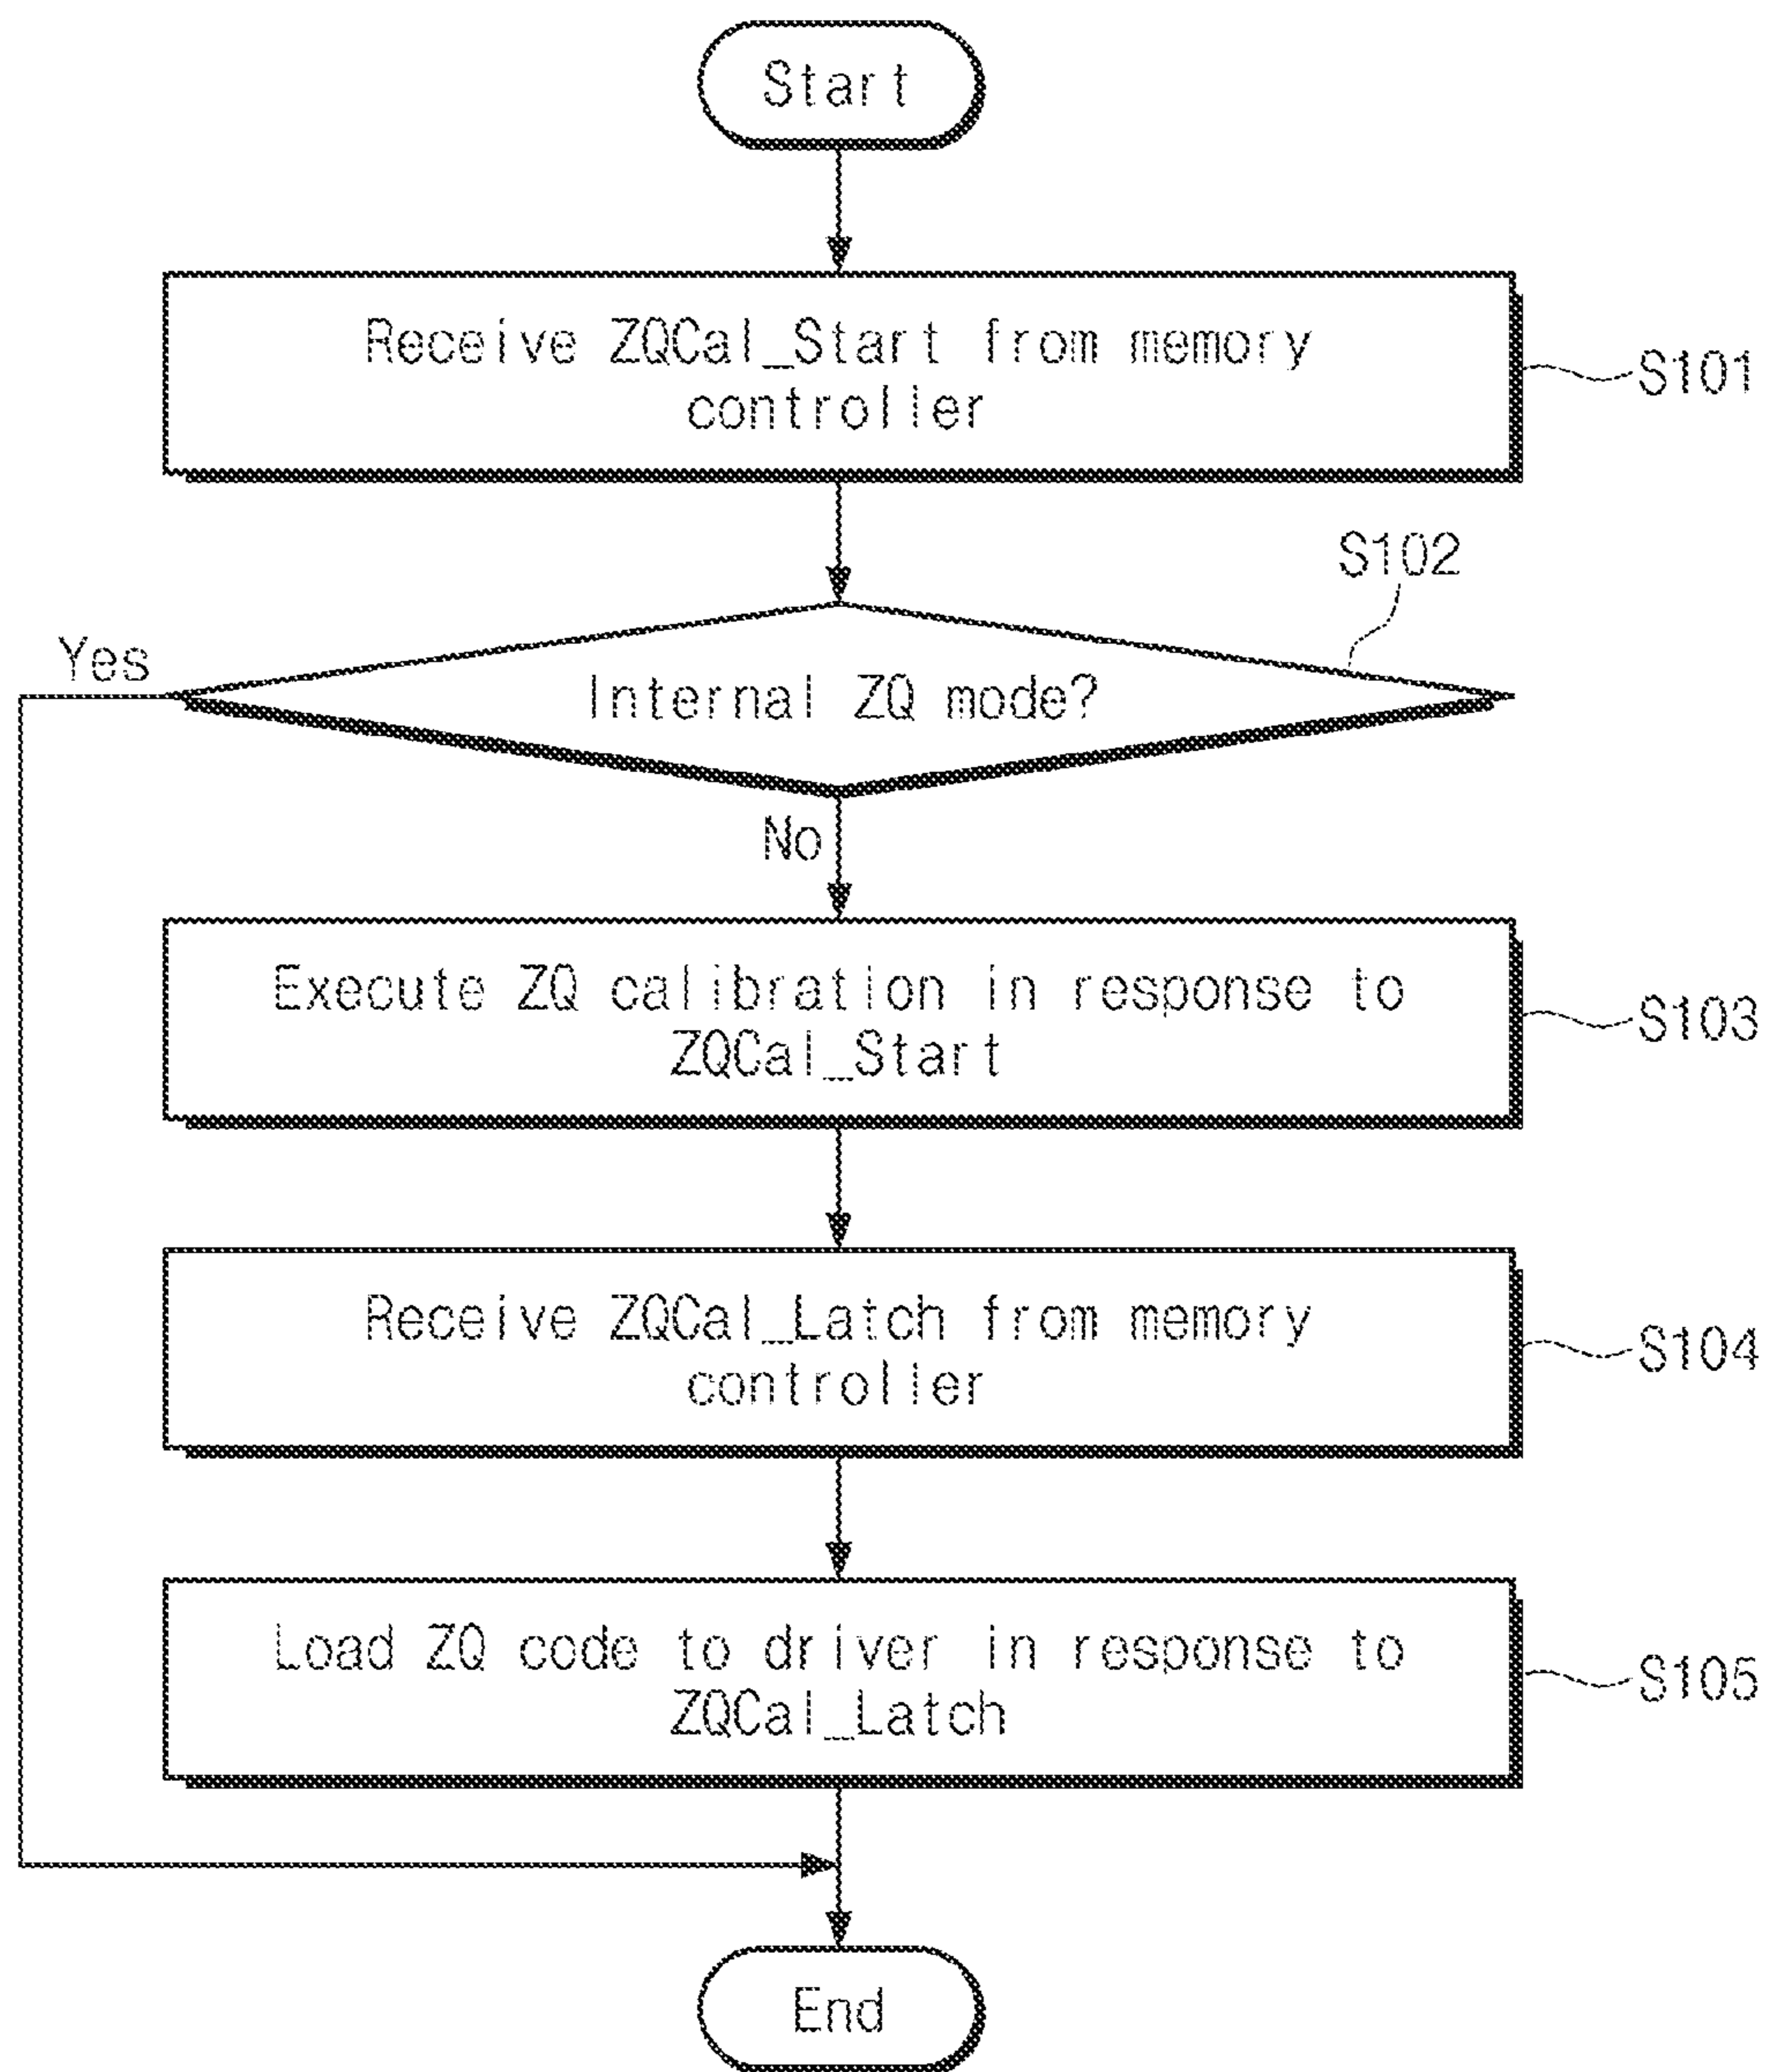 Start
Receive ZQCal_Start from memory
controller
S101
S102
Yes
Internal ZQ mode?
No
Execute ZQ calibration in response to
ZQCal_Start
S103
Receive ZQCal_Latch from memory
controller
S104
Load ZQ code to driver in response to
ZQCal_Latch
S105
End